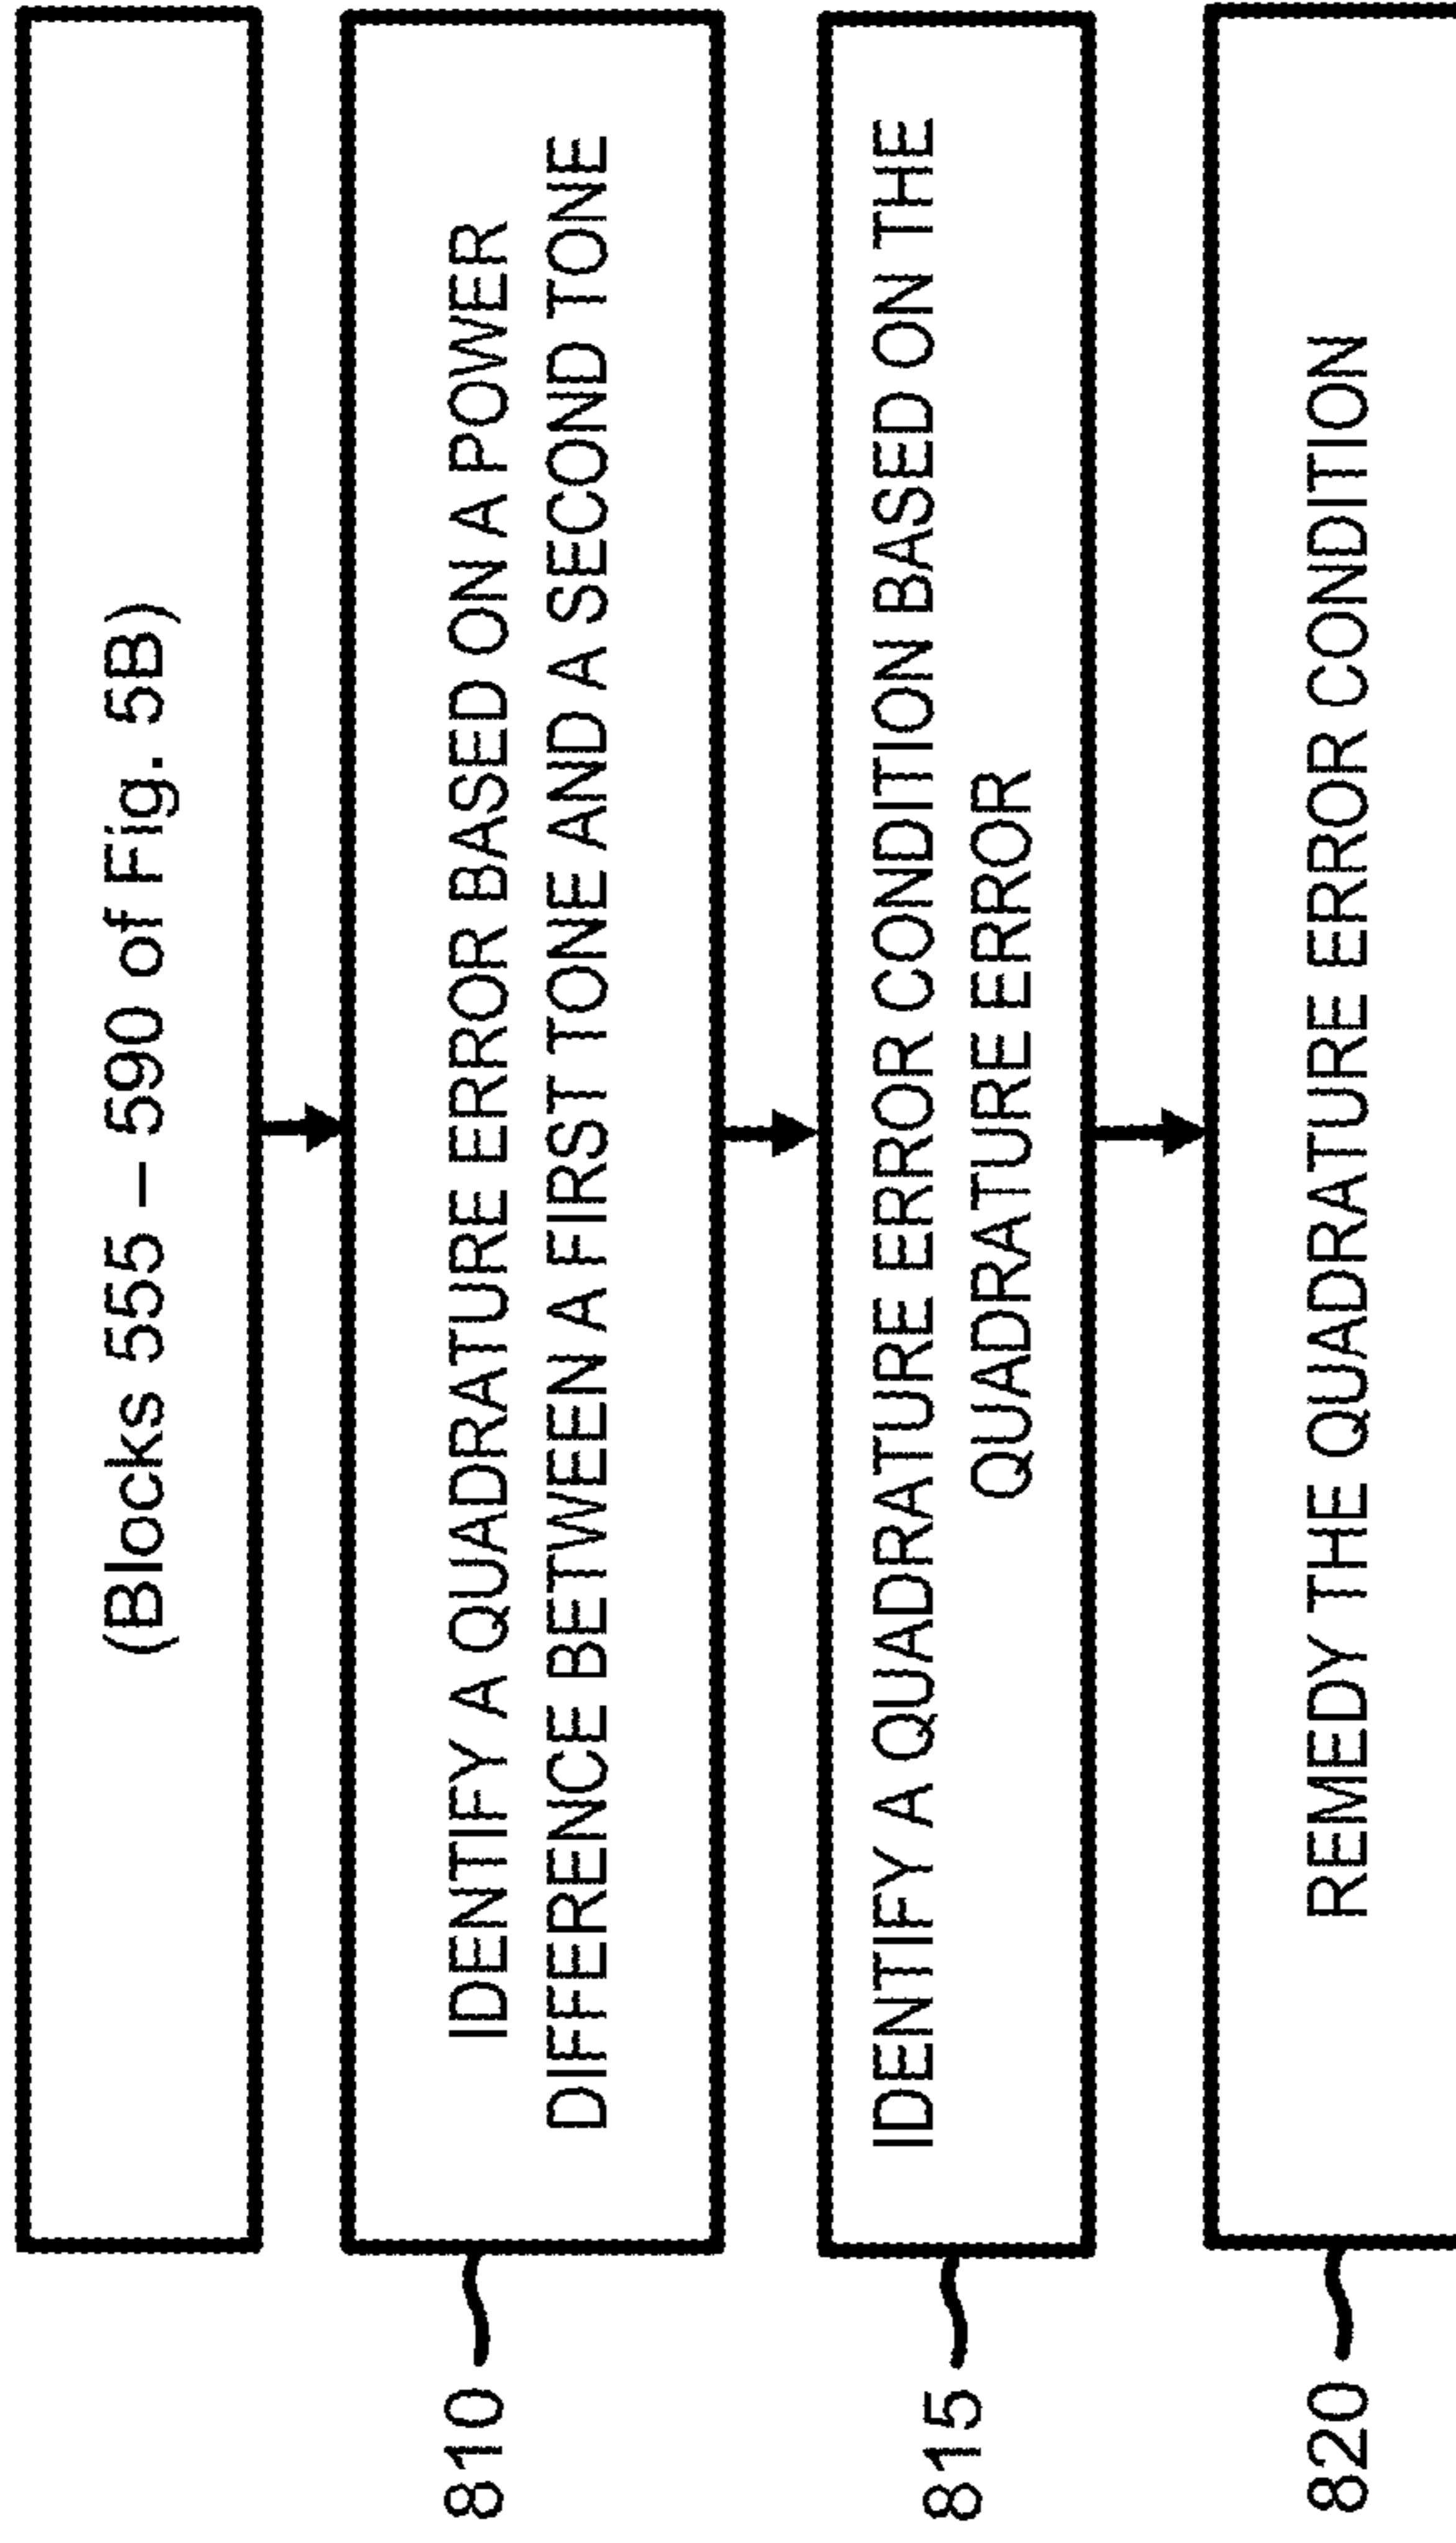 (Blocks 555 – 590 of Fig. 5B)
810
IDENTIFY A QUADRATURE ERROR BASED ON A POWER
DIFFERENCE BETWEEN A FIRST TONE AND A SECOND TONE
815
IDENTIFY A QUADRATURE ERROR CONDITION BASED ON THE
QUADRATURE ERROR
820
REMEDY THE QUADRATURE ERROR CONDITION